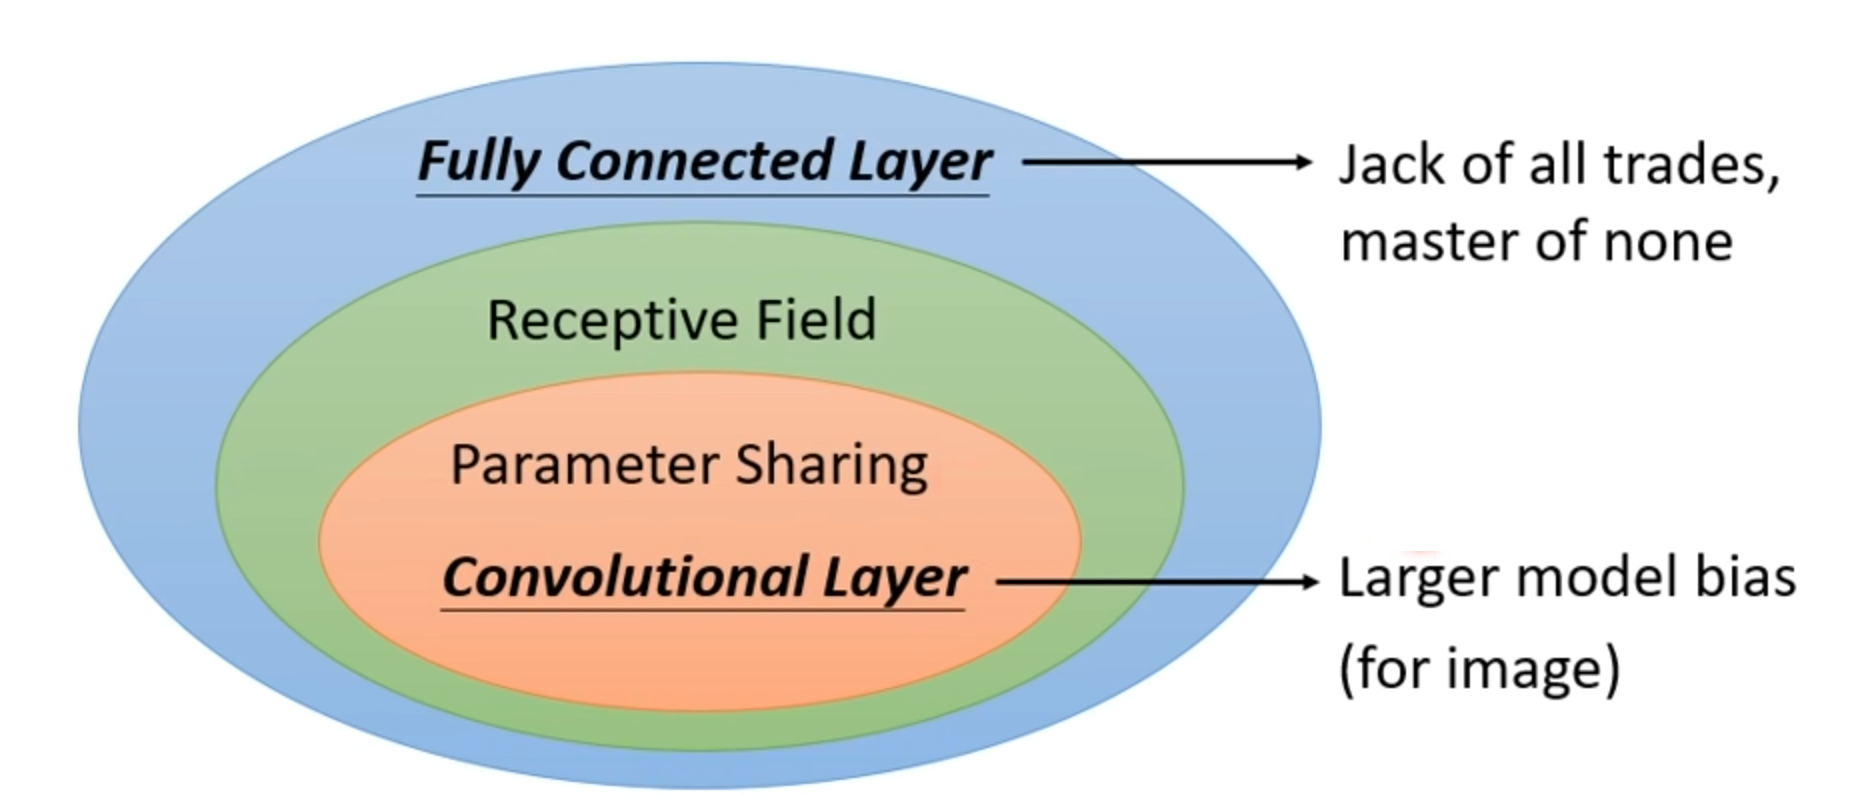 Fully Connected Layer
Jack of all trades,
master of none
Receptive Field
Parameter Sharing
Convolutional Layer
Larger model bias
(for image)